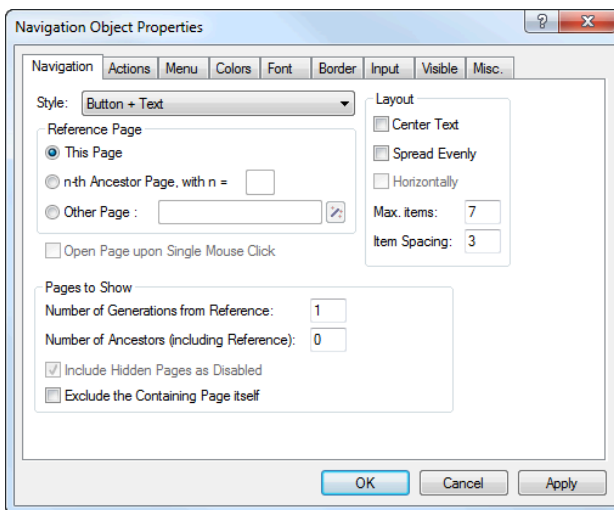 Navigation Object Properties
Navigation Actions Menu Colors Font Border Input Visible Misc.
Style: Button + Text
Reference Page
This Page
n-th Ancestor Page, with n =
Other Page :
Open Page upon Single Mouse Click
Layout
Center Text
Spread Evenly
Horizontally
Max. items: 7
Item Spacing: 3
Pages to Show
Number of Generations from Reference: 1
Number of Ancestors (including Reference): 0
Include Hidden Pages as Disabled
Exclude the Containing Page itself
OK Cancel Apply